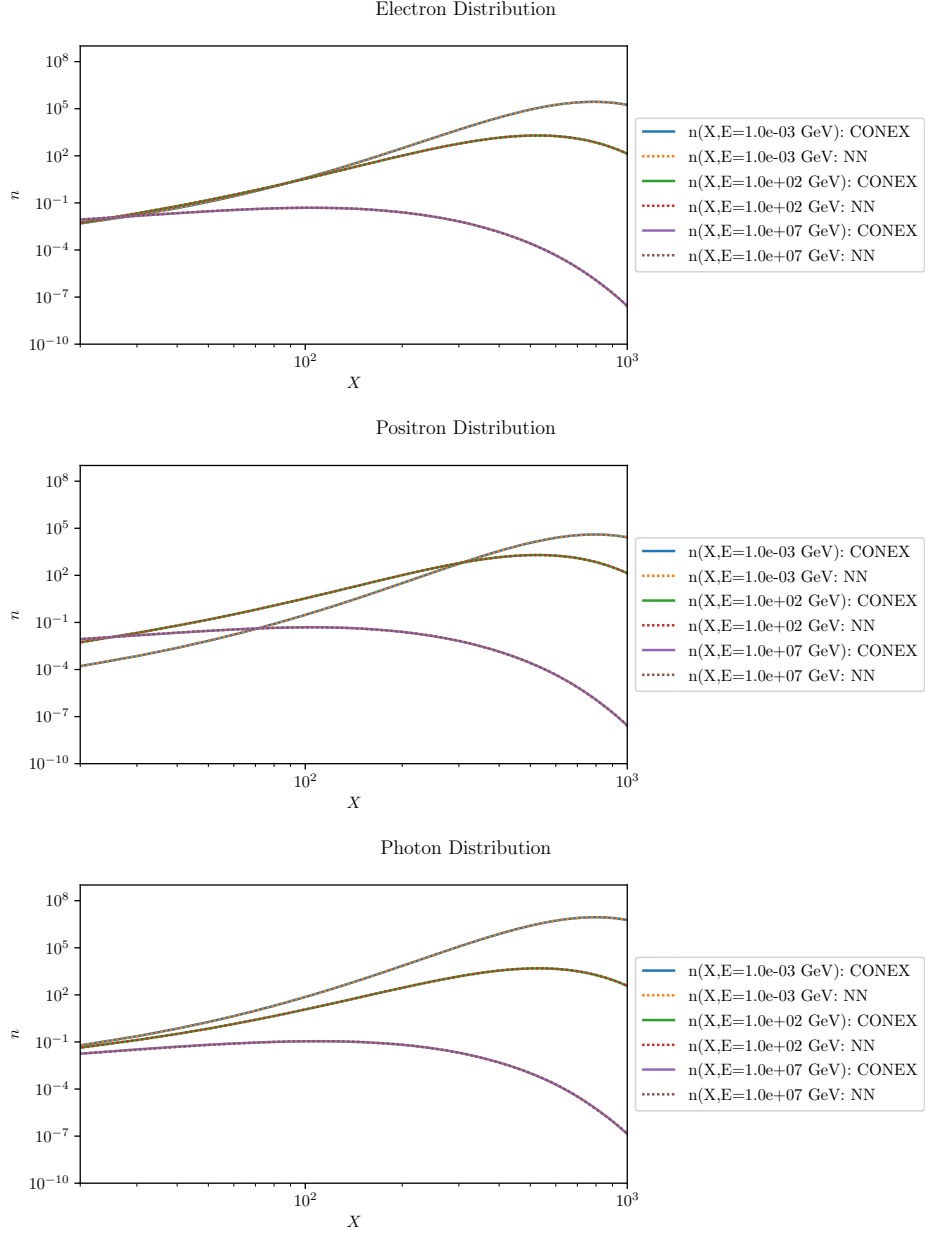 Electron Distribution
10^8
10^5
10^2
10^{-1}
10^{-4}
10^{-7}
10^{-10}
n
10^2
10^3
X
n(X,E=1.0e-03 GeV): CONEX
n(X,E=1.0e-03 GeV: NN
n(X,E=1.0e+02 GeV): CONEX
n(X,E=1.0e+02 GeV: NN
n(X,E=1.0e+07 GeV): CONEX
n(X,E=1.0e+07 GeV: NN
Positron Distribution
10^8
10^5
10^2
10^{-1}
10^{-4}
10^{-7}
10^{-10}
n
10^2
10^3
X
n(X,E=1.0e-03 GeV): CONEX
n(X,E=1.0e-03 GeV: NN
n(X,E=1.0e+02 GeV): CONEX
n(X,E=1.0e+02 GeV: NN
n(X,E=1.0e+07 GeV): CONEX
n(X,E=1.0e+07 GeV: NN
Photon Distribution
10^8
10^5
10^2
10^{-1}
10^{-4}
10^{-7}
10^{-10}
n
10^2
10^3
X
n(X,E=1.0e-03 GeV): CONEX
n(X,E=1.0e-03 GeV: NN
n(X,E=1.0e+02 GeV): CONEX
n(X,E=1.0e+02 GeV: NN
n(X,E=1.0e+07 GeV): CONEX
n(X,E=1.0e+07 GeV: NN